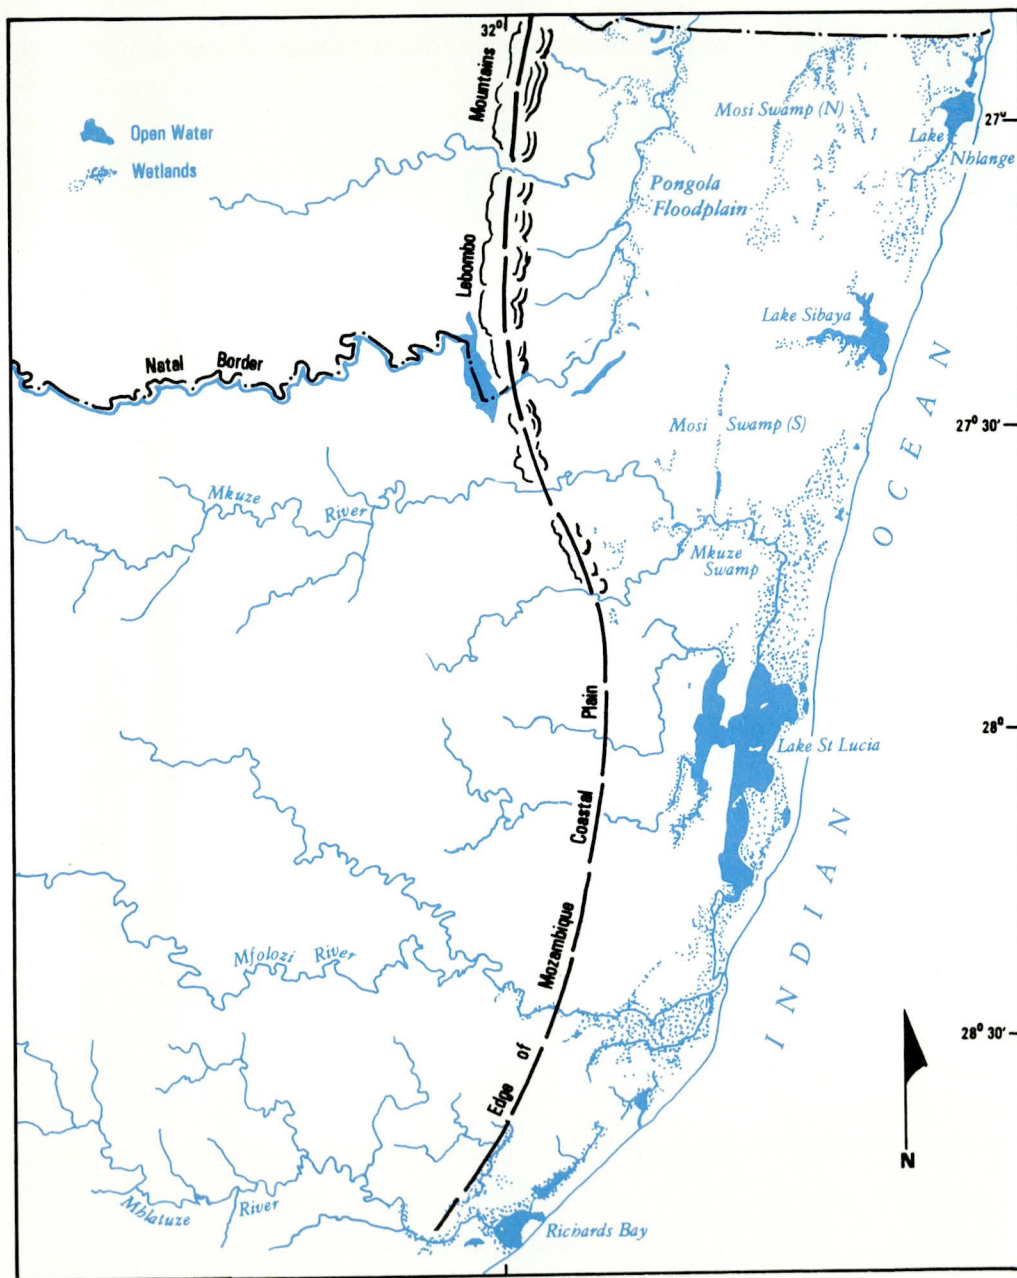 32°
Mountains
Mosi Swamp (N)
27°
Open Water
Lake
Nhlange
Wetlands
Pongola
Floodplain
Lebombo
Lake Sibaya
Natal Border
OCEAN
27° 30'
Mosi Swamp (S)
Mkuze
River
Mkuze
Swamp
Plain
28°
Lake St Lucia
Coastal
INDIAN
Mozambique
Mfolozi River
28° 30'
of
Edge
N
Mhlatuze
River
Richards Bay